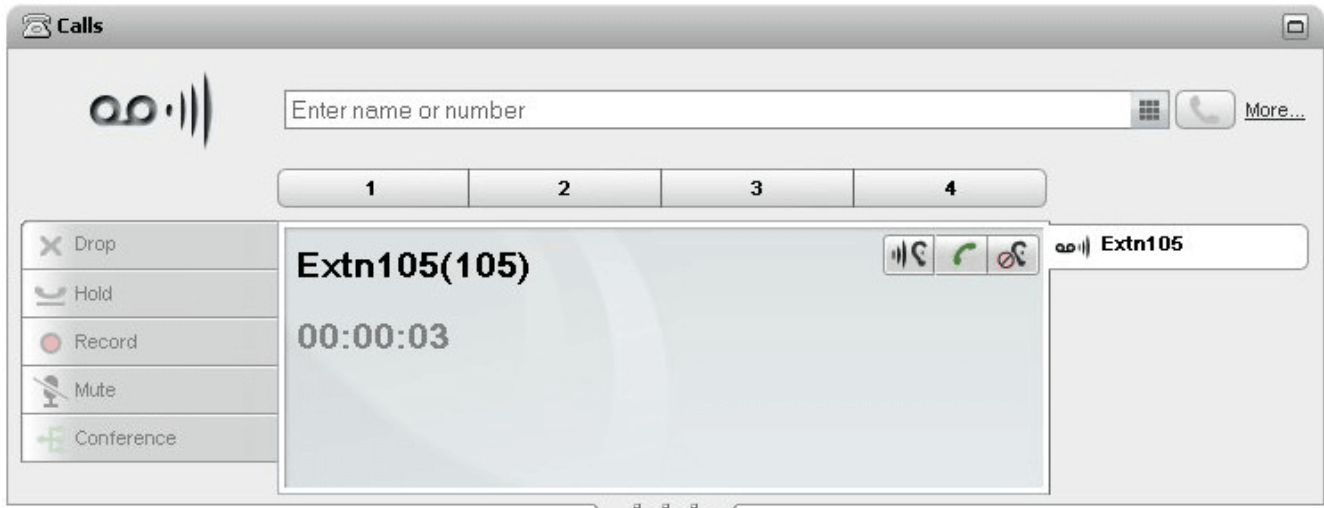 Calls
Enter name or number
More...
1 2 3 4
Drop
Hold
Record
Mute
Conference
Extn105(105)
00:00:03
Extn105